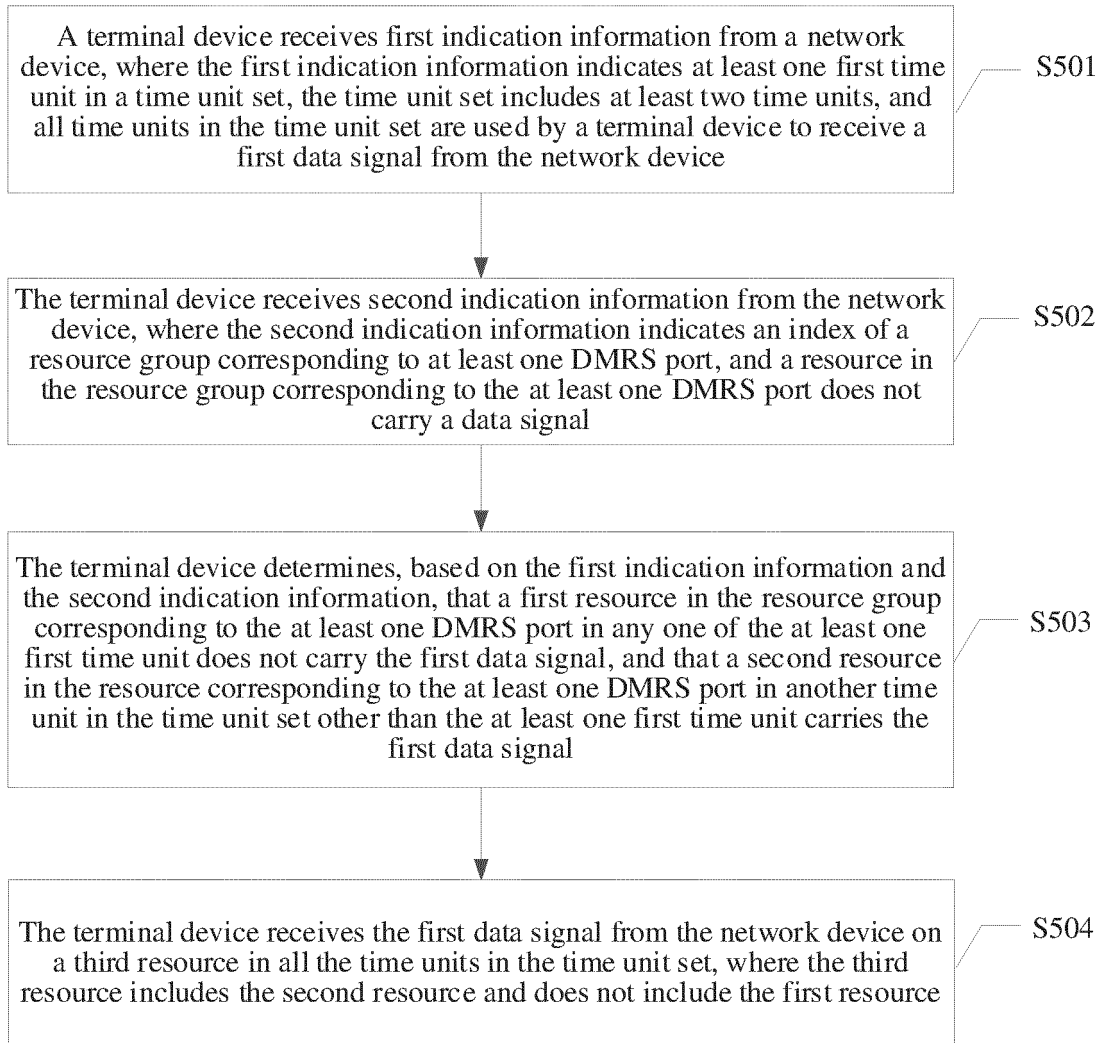 A terminal device receives first indication information from a network
device, where the first indication information indicates at least one first time
unit in a time unit set, the time unit set includes at least two time units, and
all time units in the time unit set are used by a terminal device to receive a
first data signal from the network device
S501
The terminal device receives second indication information from the network
device, where the second indication information indicates an index of a
resource group corresponding to at least one DMRS port, and a resource in
the resource group corresponding to the at least one DMRS port does not
carry a data signal
S502
The terminal device determines, based on the first indication information and
the second indication information, that a first resource in the resource group
corresponding to the at least one DMRS port in any one of the at least one
first time unit does not carry the first data signal, and that a second resource
in the resource corresponding to the at least one DMRS port in another time
unit in the time unit set other than the at least one first time unit carries the
first data signal
S503
The terminal device receives the first data signal from the network device on
a third resource in all the time units in the time unit set, where the third
resource includes the second resource and does not include the first resource
S504